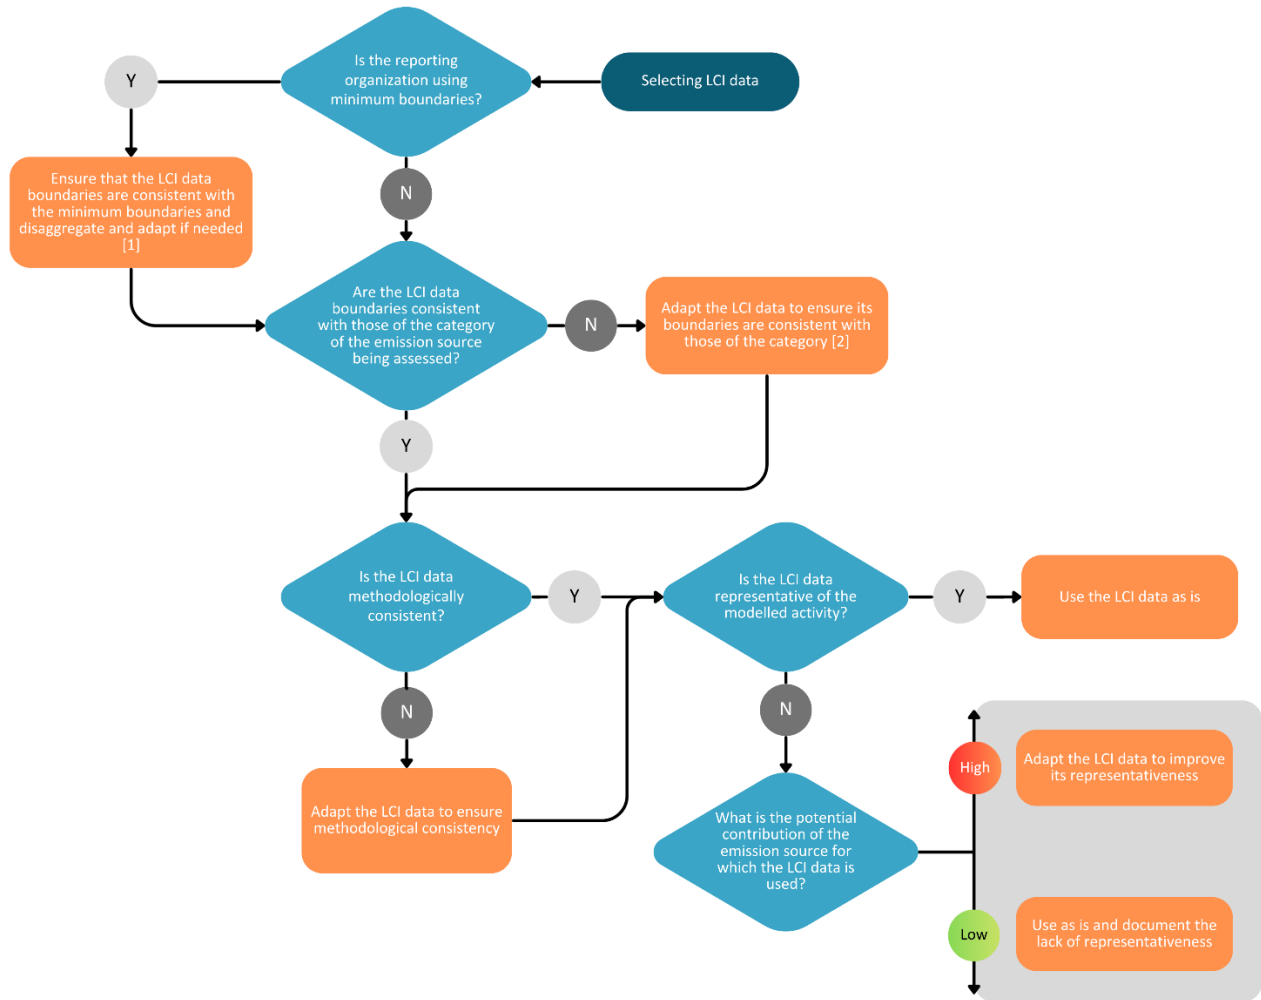 Selecting LCI data
Is the reporting
organization using
minimum boundaries?
Y
Ensure that the LCI data
boundaries are consistent with
the minimum boundaries and
disaggregate and adapt if needed
[1]
N
Are the LCI data
boundaries consistent
with those of the category
of the emission source
being assessed?
N
Adapt the LCI data to ensure its
boundaries are consistent with
those of the category [2]
Y
Is the LCI data
methodologically
consistent?
Y
N
Adapt the LCI data to ensure
methodological consistency
Is the LCI data
representative of the
modelled activity?
Y
Use the LCI data as is
N
What is the potential
contribution of the
emission source for
which the LCI data is
used?
High
Adapt the LCI data to improve
its representativeness
Low
Use as is and document the
lack of representativeness